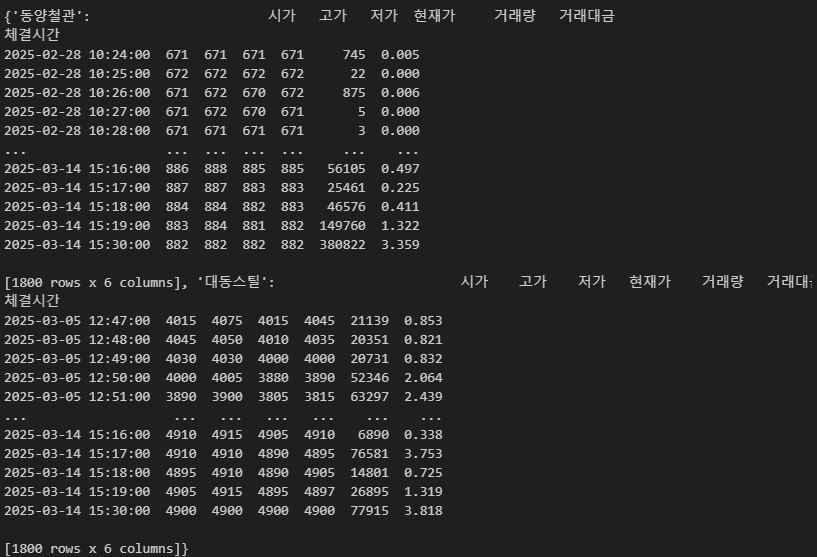 {'동양철관':                      시가   고가   저가  현재가     거래량   거래대금
체결시간
2025-02-28 10:24:00  671  671  671  671     745  0.005
2025-02-28 10:25:00  672  672  672  672      22  0.000
2025-02-28 10:26:00  671  672  670  672     875  0.006
2025-02-28 10:27:00  671  672  670  671       5  0.000
2025-02-28 10:28:00  671  671  671  671       3  0.000
...                  ...  ...  ...  ...     ...    ...
2025-03-14 15:16:00  886  888  885  885   56105  0.497
2025-03-14 15:17:00  887  887  883  883   25461  0.225
2025-03-14 15:18:00  884  884  882  883   46576  0.411
2025-03-14 15:19:00  883  884  881  882  149760  1.322
2025-03-14 15:30:00  882  882  882  882  380822  3.359
[1800 rows x 6 columns], '대동스틸':                       시가    고가    저가   현재가    거래량   거래대금
체결시간
2025-03-05 12:47:00  4015  4075  4015  4045  21139  0.853
2025-03-05 12:48:00  4045  4050  4010  4035  20351  0.821
2025-03-05 12:49:00  4030  4030  4000  4000  20731  0.832
2025-03-05 12:50:00  4000  4005  3880  3890  52346  2.064
2025-03-05 12:51:00  3890  3900  3805  3815  63297  2.439
...                   ...   ...   ...   ...    ...    ...
2025-03-14 15:16:00  4910  4915  4905  4910   6890  0.338
2025-03-14 15:17:00  4910  4910  4890  4895  76581  3.753
2025-03-14 15:18:00  4895  4910  4890  4905  14801  0.725
2025-03-14 15:19:00  4905  4915  4895  4897  26895  1.319
2025-03-14 15:30:00  4900  4900  4900  4900  77915  3.818
[1800 rows x 6 columns]}